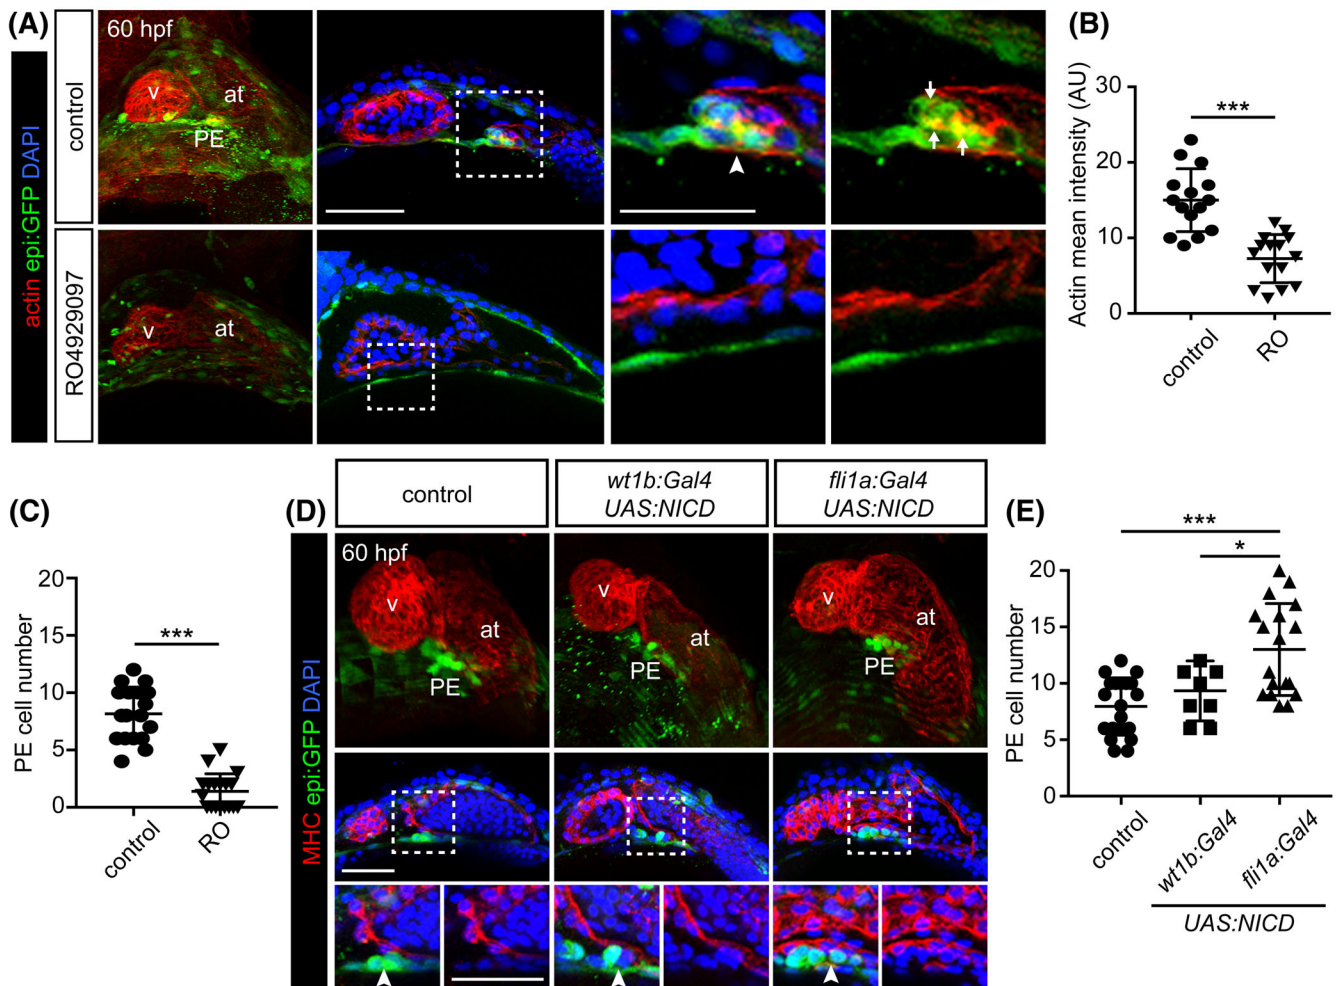 (A)
actin epi:GFP DAPI
control
RO4929097
60 hpf
v
at
PE
v
at
(B)
Actin mean intensity (AU)
30
20
10
0
***
control
RO
(C)
PE cell number
20
15
10
5
0
***
control
RO
(D)
MHC epi:GFP DAPI
control
wt1b:Gal4
UAS:NICD
fli1a:Gal4
UAS:NICD
60 hpf
v
at
PE
v
at
PE
v
at
PE
(E)
PE cell number
20
15
10
5
0
***
*
control
wt1b:Gal4
fli1a:Gal4
UAS:NICD